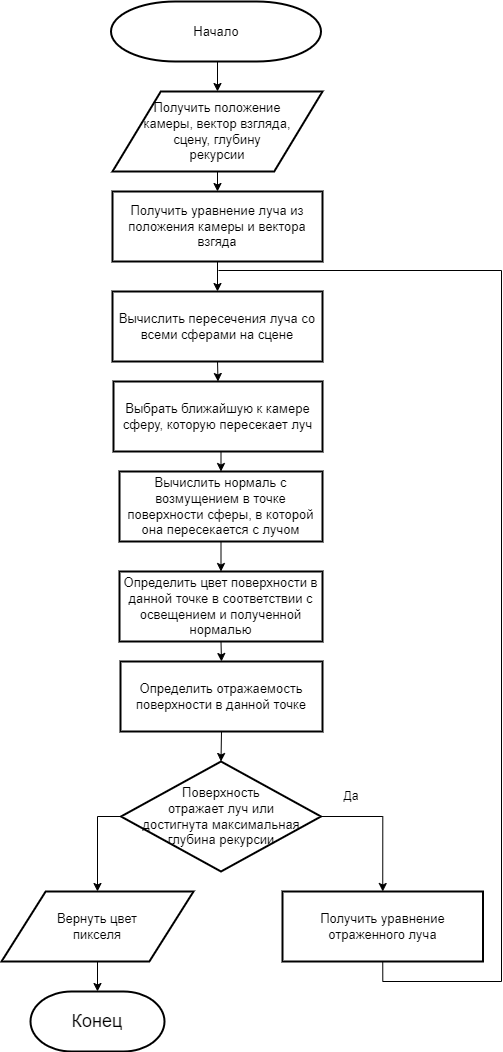 Начало
Получить положение
камеры, вектор взгляда,
сцену, глубину
рекурсии
Получить уравнение луча из
положения камеры и вектора
взгяда
Вычислить пересечения луча со
всеми сферами на сцене
Выбрать ближайшую к камере
сферу, которую пересекает луч
Вычислить нормаль с
возмущением в точке
поверхности сферы, в которой
она пересекается с лучом
Определить цвет поверхности в
данной точке в соответствии с
освещением и полученной
нормалью
Определить отражаемость
поверхности в данной точке
Поверхность
отражает луч или
достигнута максимальная
глубина рекурсии
Да
Вернуть цвет
пикселя
Получить уравнение
отраженного луча
Конец